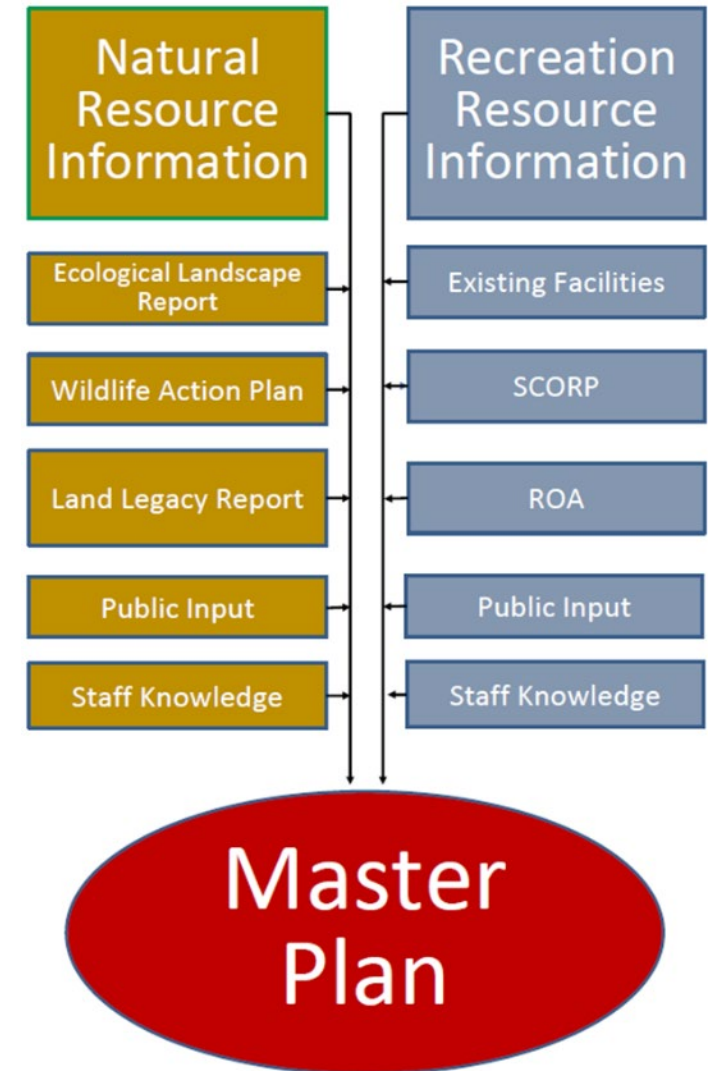 Natural
Resource
Information
Ecological Landscape
Report
Wildlife Action Plan
Land Legacy Report
Public Input
Staff Knowledge
Recreation
Resource
Information
Existing Facilities
SCORP
ROA
Public Input
Staff Knowledge
Master
Plan